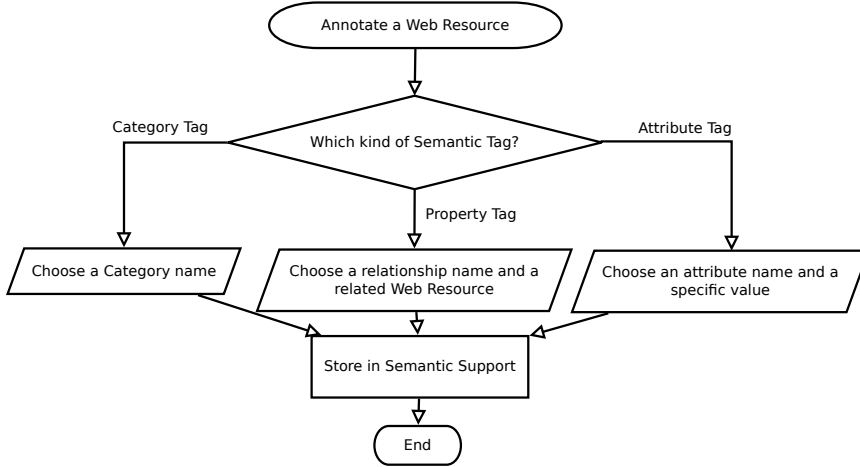 Annotate a Web Resource
Category Tag
Which kind of Semantic Tag?
Attribute Tag
Property Tag
Choose a Category name
Choose a relationship name and a
related Web Resource
Choose an attribute name and a
specific value
Store in Semantic Support
End